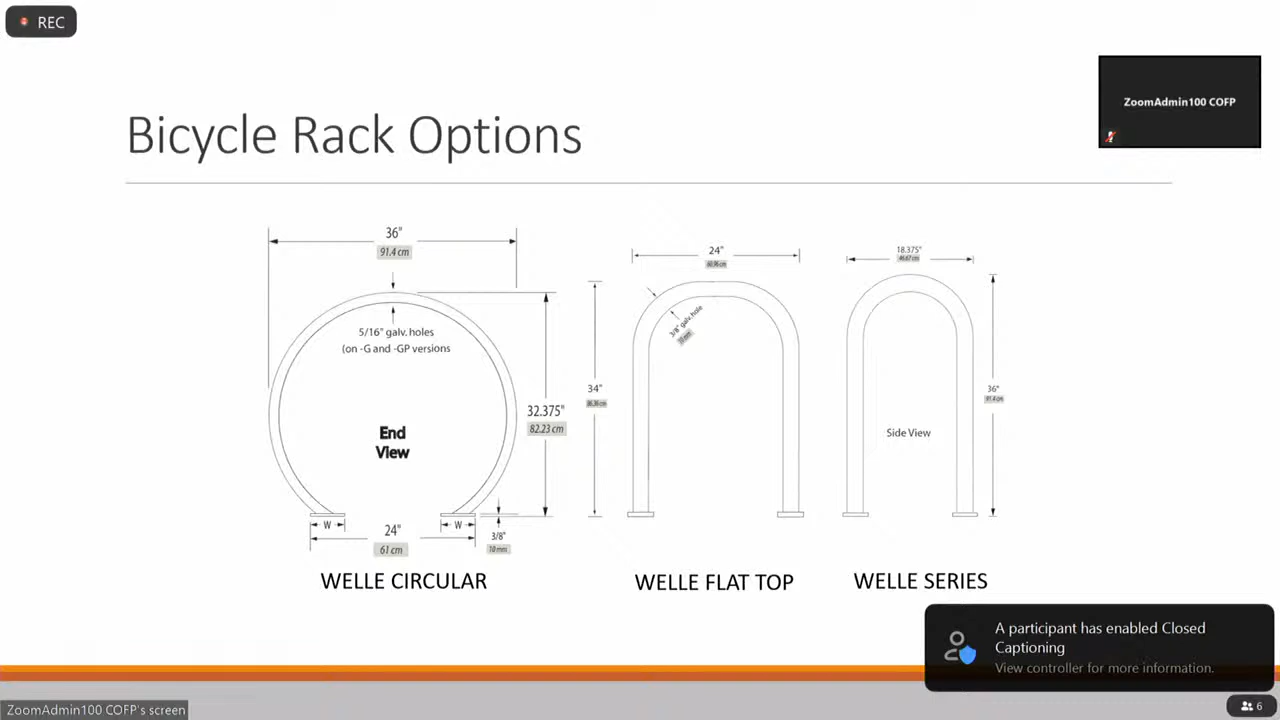 REC
ZoomAdmin100 COFP
Bicycle Rack Options
36"
91.4 cm
5/16" galv. holes
(on -G and -GP versions
End
View
32.375"
82.23 cm
W
W
24"
61 cm
3/8"
10 mm
WELLE CIRCULAR
24"
60.96 cm
3/8" galv. hole
34"
86.36 cm
WELLE FLAT TOP
18.375"
46.67 cm
Side View
36"
91.4 cm
WELLE SERIES
A participant has enabled Closed
Captioning
View controller for more information.
ZoomAdmin100 COFP's screen
6